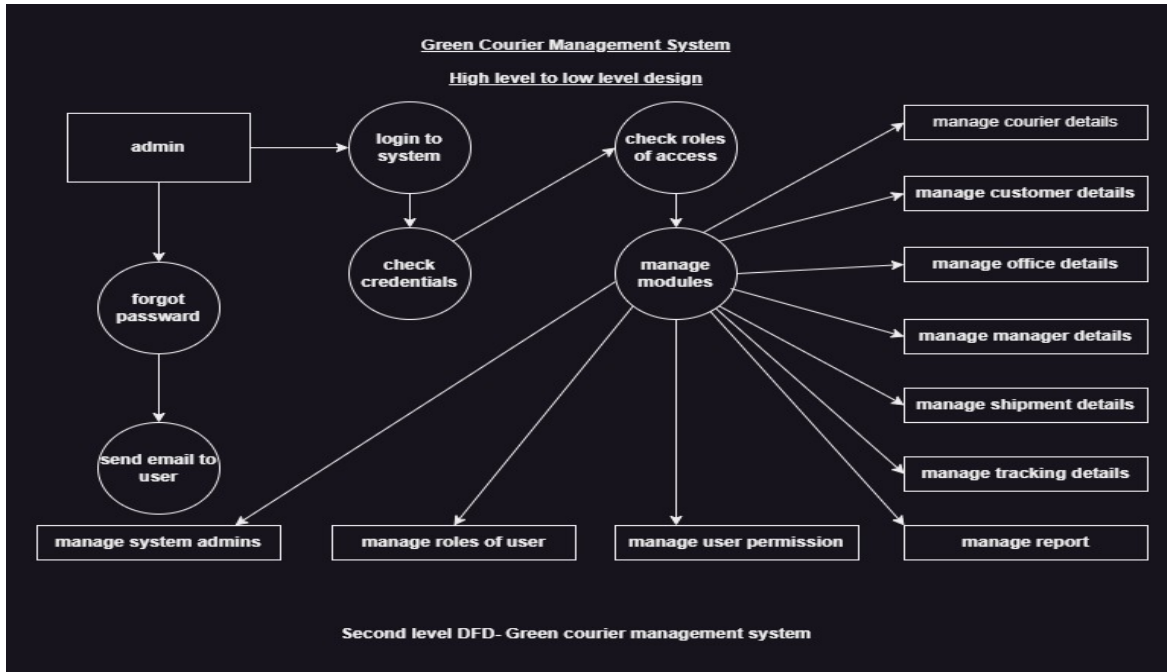 Green Courier Management System
High level to low level design
admin
login to
system
check roles
of access
manage courier details
manage customer details
check
credentials
manage
modules
manage office details
forgot
passward
manage manager details
manage shipment details
send email to
user
manage tracking details
manage system admins
manage roles of user
manage user permission
manage report
Second level DFD- Green courier management system